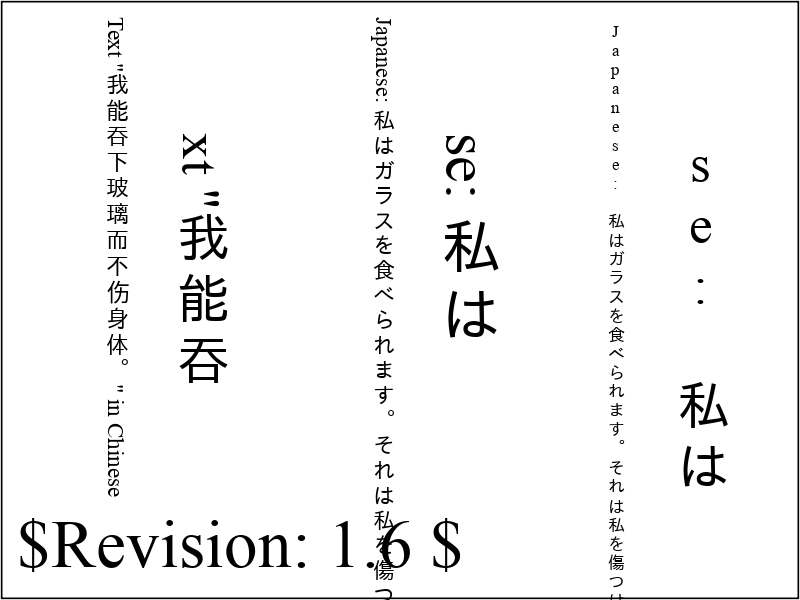 Text "我能吞下玻璃而不伤身体。" in Chinese
xt "我能吞
Japanese: 私はガラスを食べられます。それは私を傷つ
se: 私は
Japanese: 私はガラスを食べられます。それは私を傷つけ
se: 私は
$Revision: 1.6 $